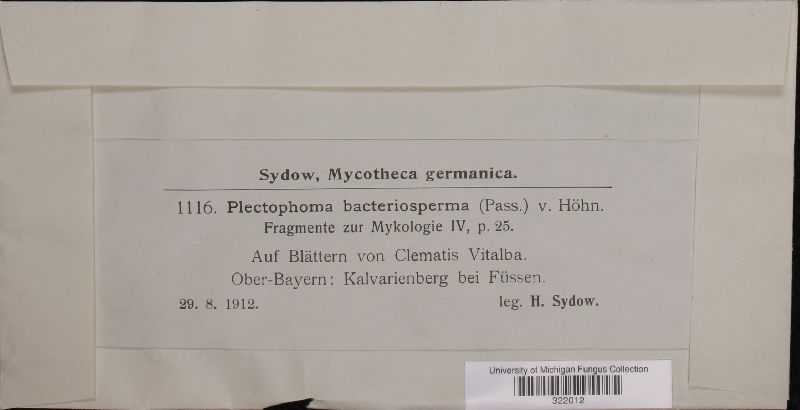 Sydow, Mycotheca germanica.
1116. Plectophoma bacteriosperma (Pass.) v. Höhn.
Fragmente zur Mykologie IV, p. 25.
Auf Blättern von Clematis Vitalba.
Ober-Bayern: Kalvarienberg bei Füssen.
29. 8. 1912. leg. H. Sydow.
University of Michigan Fungus Collection
322012